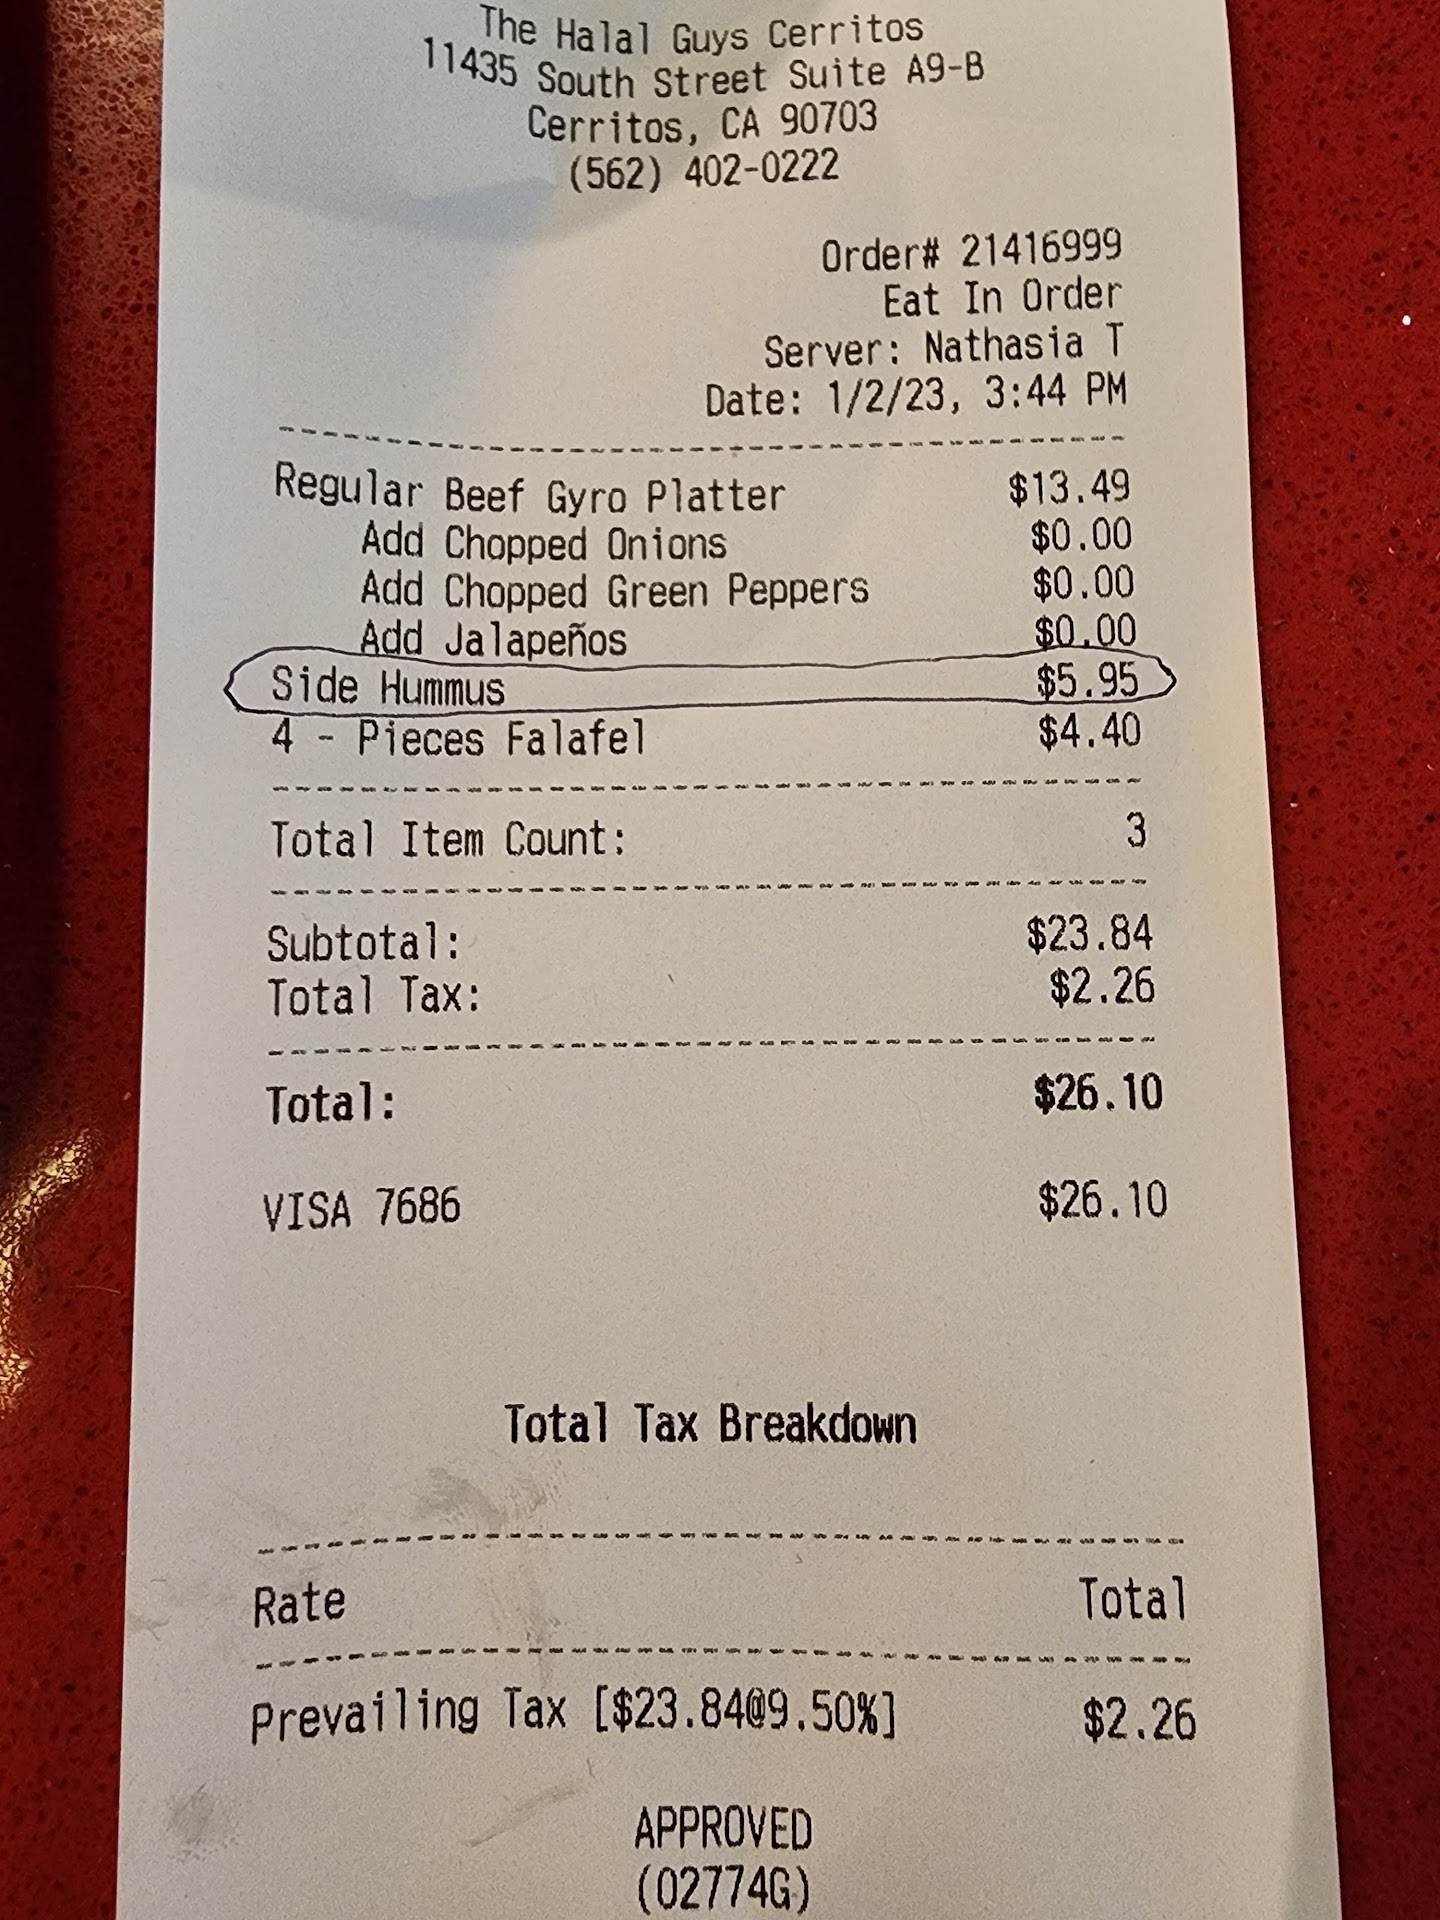 The Halal Guys Cerritos
11435 South Street Suite A9-B
Cerritos, CA 90703
(562) 402-0222
Order# 21416999
Eat In Order
Server: Nathasia T
Date: 1/2/23, 3:44 PM
Regular Beef Gyro Platter $13.49
Add Chopped Onions $0.00
Add Chopped Green Peppers $0.00
Add Jalapeños $0.00
Side Hummus $5.95
4 - Pieces Falafel $4.40
Total Item Count: 3
Subtotal: $23.84
Total Tax: $2.26
Total: $26.10
VISA 7686 $26.10
Total Tax Breakdown
Rate Total
Prevailing Tax [$23.84@9.50%] $2.26
APPROVED
(02774G)